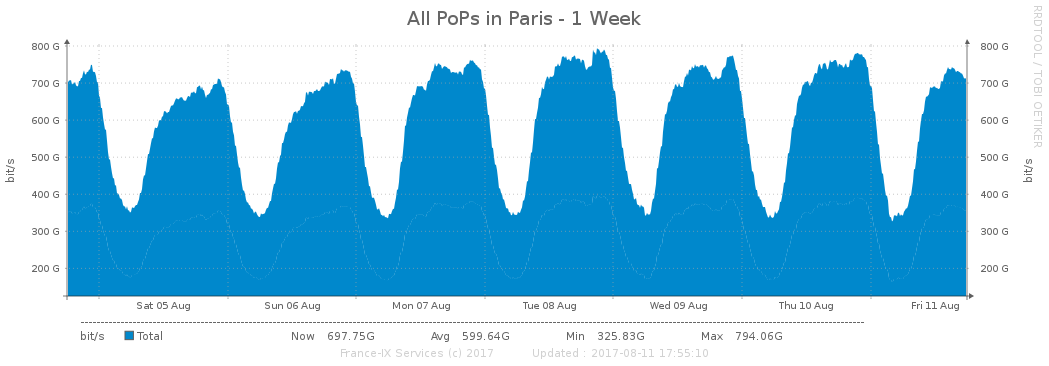 All PoPs in Paris - 1 Week
RRDTOOL / TOBI OETIKER
800 G 800 G
700 G 700 G
600 G 600 G
500 G 500 G
400 G 400 G
300 G 300 G
200 G 200 G
bit/s bit/s
Sat 05 Aug Sun 06 Aug Mon 07 Aug Tue 08 Aug Wed 09 Aug Thu 10 Aug Fri 11 Aug
bit/s Total Now 697.75G Avg 599.64G Min 325.83G Max 794.06G
France-IX Services (c) 2017 Updated : 2017-08-11 17:55:10